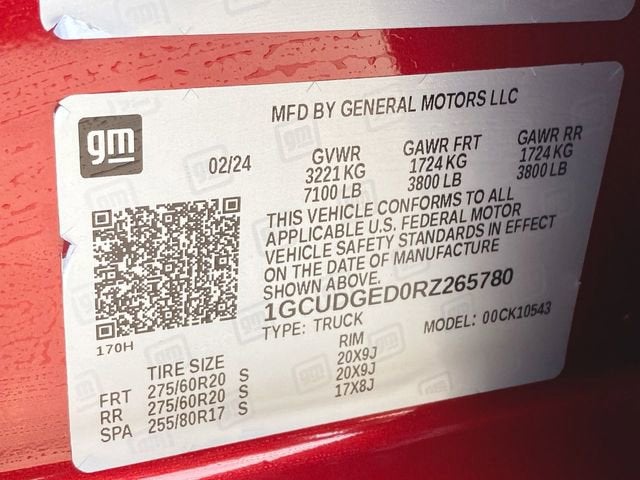 MFD BY GENERAL MOTORS LLC
gm
02/24
GVWR GAWR FRT GAWR RR
3221 KG 1724 KG 1724 KG
7100 LB 3800 LB 3800 LB
THIS VEHICLE CONFORMS TO ALL
APPLICABLE U.S. FEDERAL MOTOR
VEHICLE SAFETY STANDARDS IN EFFECT
ON THE DATE OF MANUFACTURE
SHOWN ABOVE.
1GCUDGED0RZ265780
TYPE: TRUCK MODEL: 00CK10543
170H
TIRE SIZE RIM
FRT 275/60R20 S 20X9J
RR 275/60R20 S 20X9J
SPA 255/80R17 S 17X8J